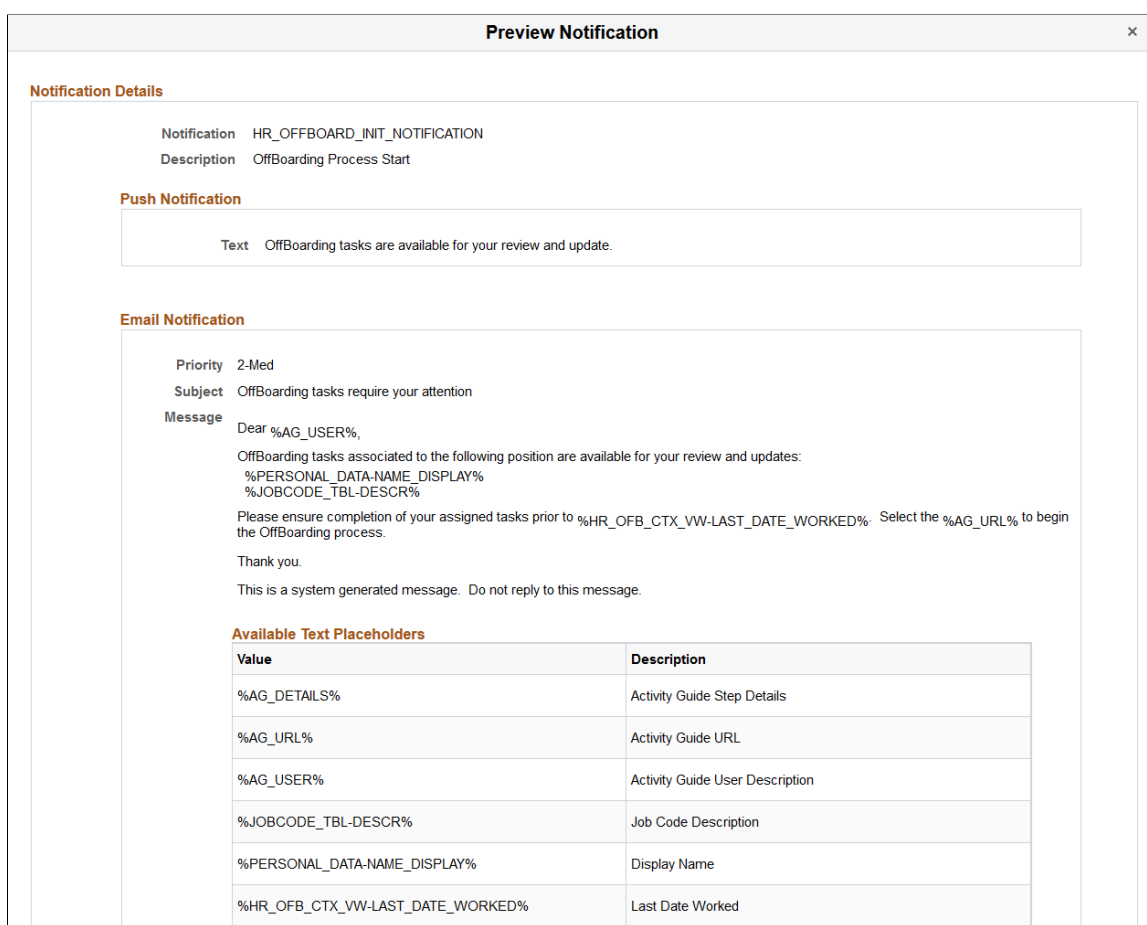 Preview Notification ×
Notification Details
Notification HR_OFFBOARD_INIT_NOTIFICATION
Description OffBoarding Process Start
Push Notification
Text OffBoarding tasks are available for your review and update.
Email Notification
Priority 2-Med
Subject OffBoarding tasks require your attention
Message
Dear %AG_USER%,
OffBoarding tasks associated to the following position are available for your review and updates:
%PERSONAL_DATA-NAME_DISPLAY%
%JOBCODE_TBL-DESCR%
Please ensure completion of your assigned tasks prior to %HR_OFB_CTX_VW-LAST_DATE_WORKED%. Select the %AG_URL% to begin
the OffBoarding process.
Thank you.
This is a system generated message. Do not reply to this message.
Available Text Placeholders
Value Description
%AG_DETAILS% Activity Guide Step Details
%AG_URL% Activity Guide URL
%AG_USER% Activity Guide User Description
%JOBCODE_TBL-DESCR% Job Code Description
%PERSONAL_DATA-NAME_DISPLAY% Display Name
%HR_OFB_CTX_VW-LAST_DATE_WORKED% Last Date Worked